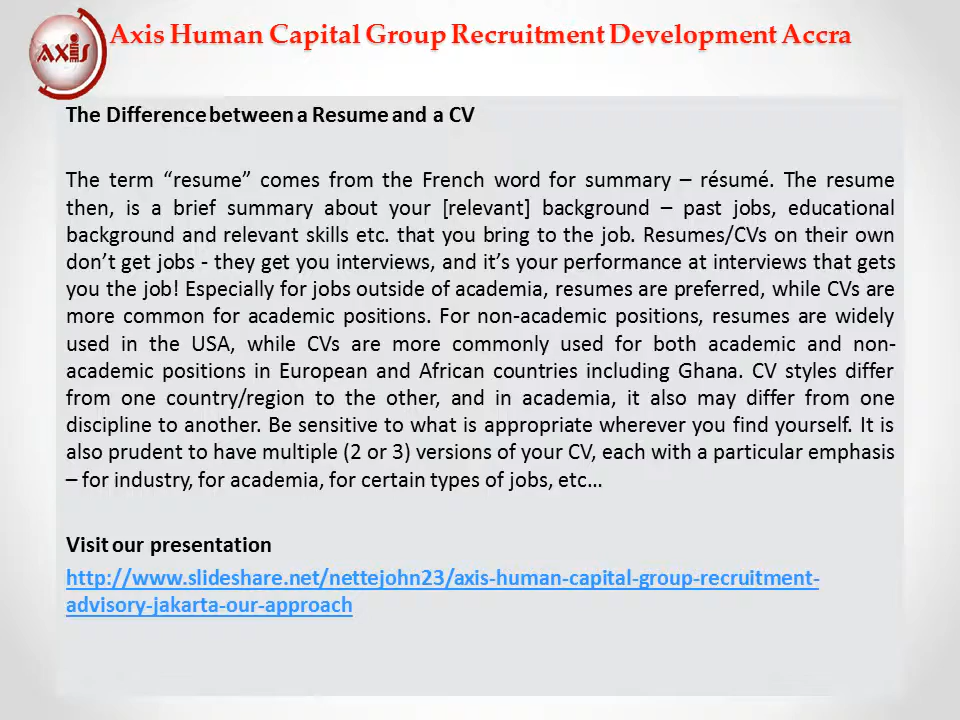 AXIS
Axis Human Capital Group Recruitment Development Accra
The Difference between a Resume and a CV
The term “resume” comes from the French word for summary – résumé. The resume
then, is a brief summary about your [relevant] background – past jobs, educational
background and relevant skills etc. that you bring to the job. Resumes/CVs on their own
don’t get jobs - they get you interviews, and it’s your performance at interviews that gets
you the job! Especially for jobs outside of academia, resumes are preferred, while CVs are
more common for academic positions. For non-academic positions, resumes are widely
used in the USA, while CVs are more commonly used for both academic and non-
academic positions in European and African countries including Ghana. CV styles differ
from one country/region to the other, and in academia, it also may differ from one
discipline to another. Be sensitive to what is appropriate wherever you find yourself. It is
also prudent to have multiple (2 or 3) versions of your CV, each with a particular emphasis
– for industry, for academia, for certain types of jobs, etc…
Visit our presentation
http://www.slideshare.net/nettejohn23/axis-human-capital-group-recruitment-
advisory-jakarta-our-approach